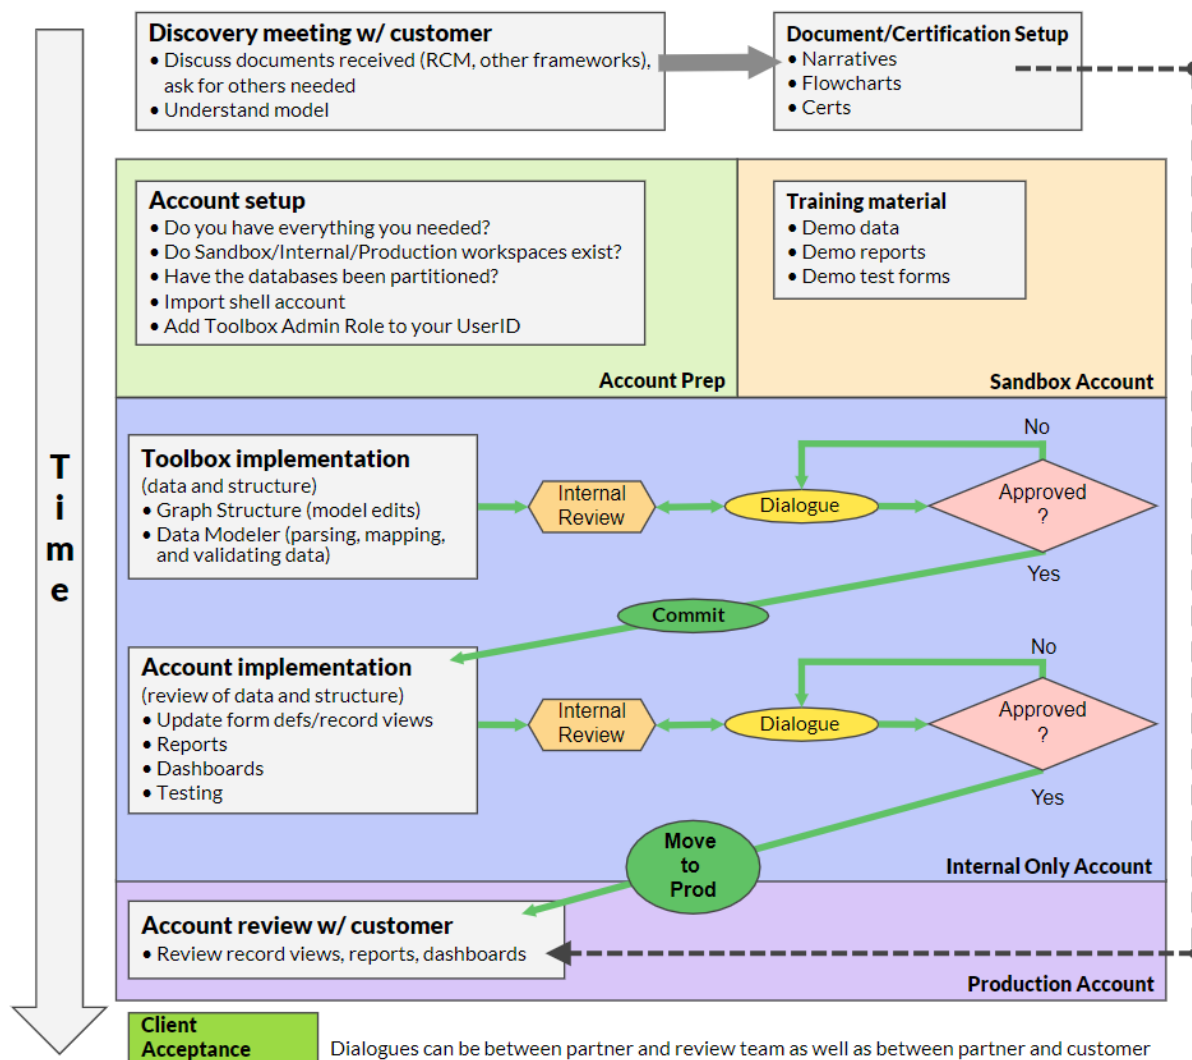 Discovery meeting w/ customer
• Discuss documents received (RCM, other frameworks),
ask for others needed
• Understand model
Document/Certification Setup
• Narratives
• Flowcharts
• Certs
Time
Account setup
• Do you have everything you needed?
• Do Sandbox/Internal/Production workspaces exist?
• Have the databases been partitioned?
• Import shell account
• Add Toolbox Admin Role to your UserID
Account Prep
Training material
• Demo data
• Demo reports
• Demo test forms
Sandbox Account
Toolbox implementation
(data and structure)
• Graph Structure (model edits)
• Data Modeler (parsing, mapping,
and validating data)
Internal
Review
Dialogue
No
Approved
?
Yes
Commit
Account implementation
(review of data and structure)
• Update form defs/record views
• Reports
• Dashboards
• Testing
Internal
Review
Dialogue
No
Approved
?
Yes
Move
to
Prod
Internal Only Account
Account review w/ customer
• Review record views, reports, dashboards
Production Account
Client
Acceptance
Dialogues can be between partner and review team as well as between partner and customer